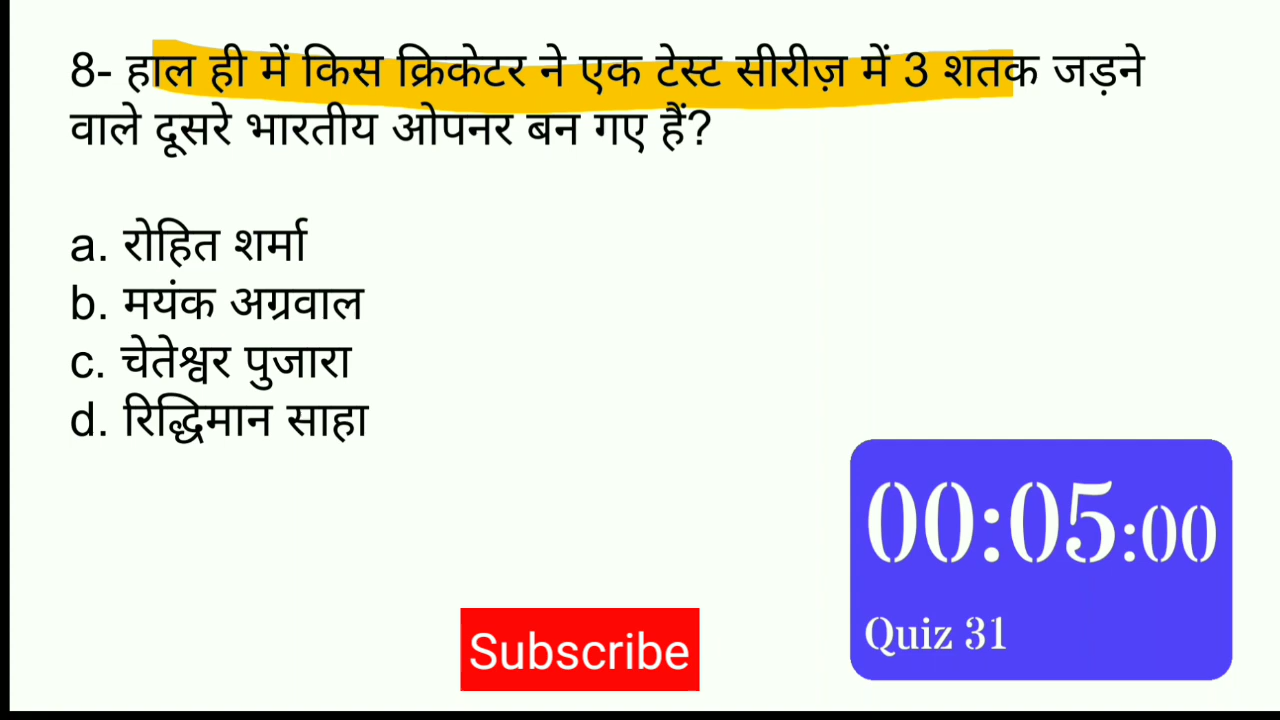 8- हाल ही में किस क्रिकेटर ने एक टेस्ट सीरीज़ में 3 शतक जड़ने
वाले दूसरे भारतीय ओपनर बन गए हैं?
a. रोहित शर्मा
b. मयंक अग्रवाल
c. चेतेश्वर पुजारा
d. रिद्धिमान साहा
00:05:00
Quiz 31
Subscribe